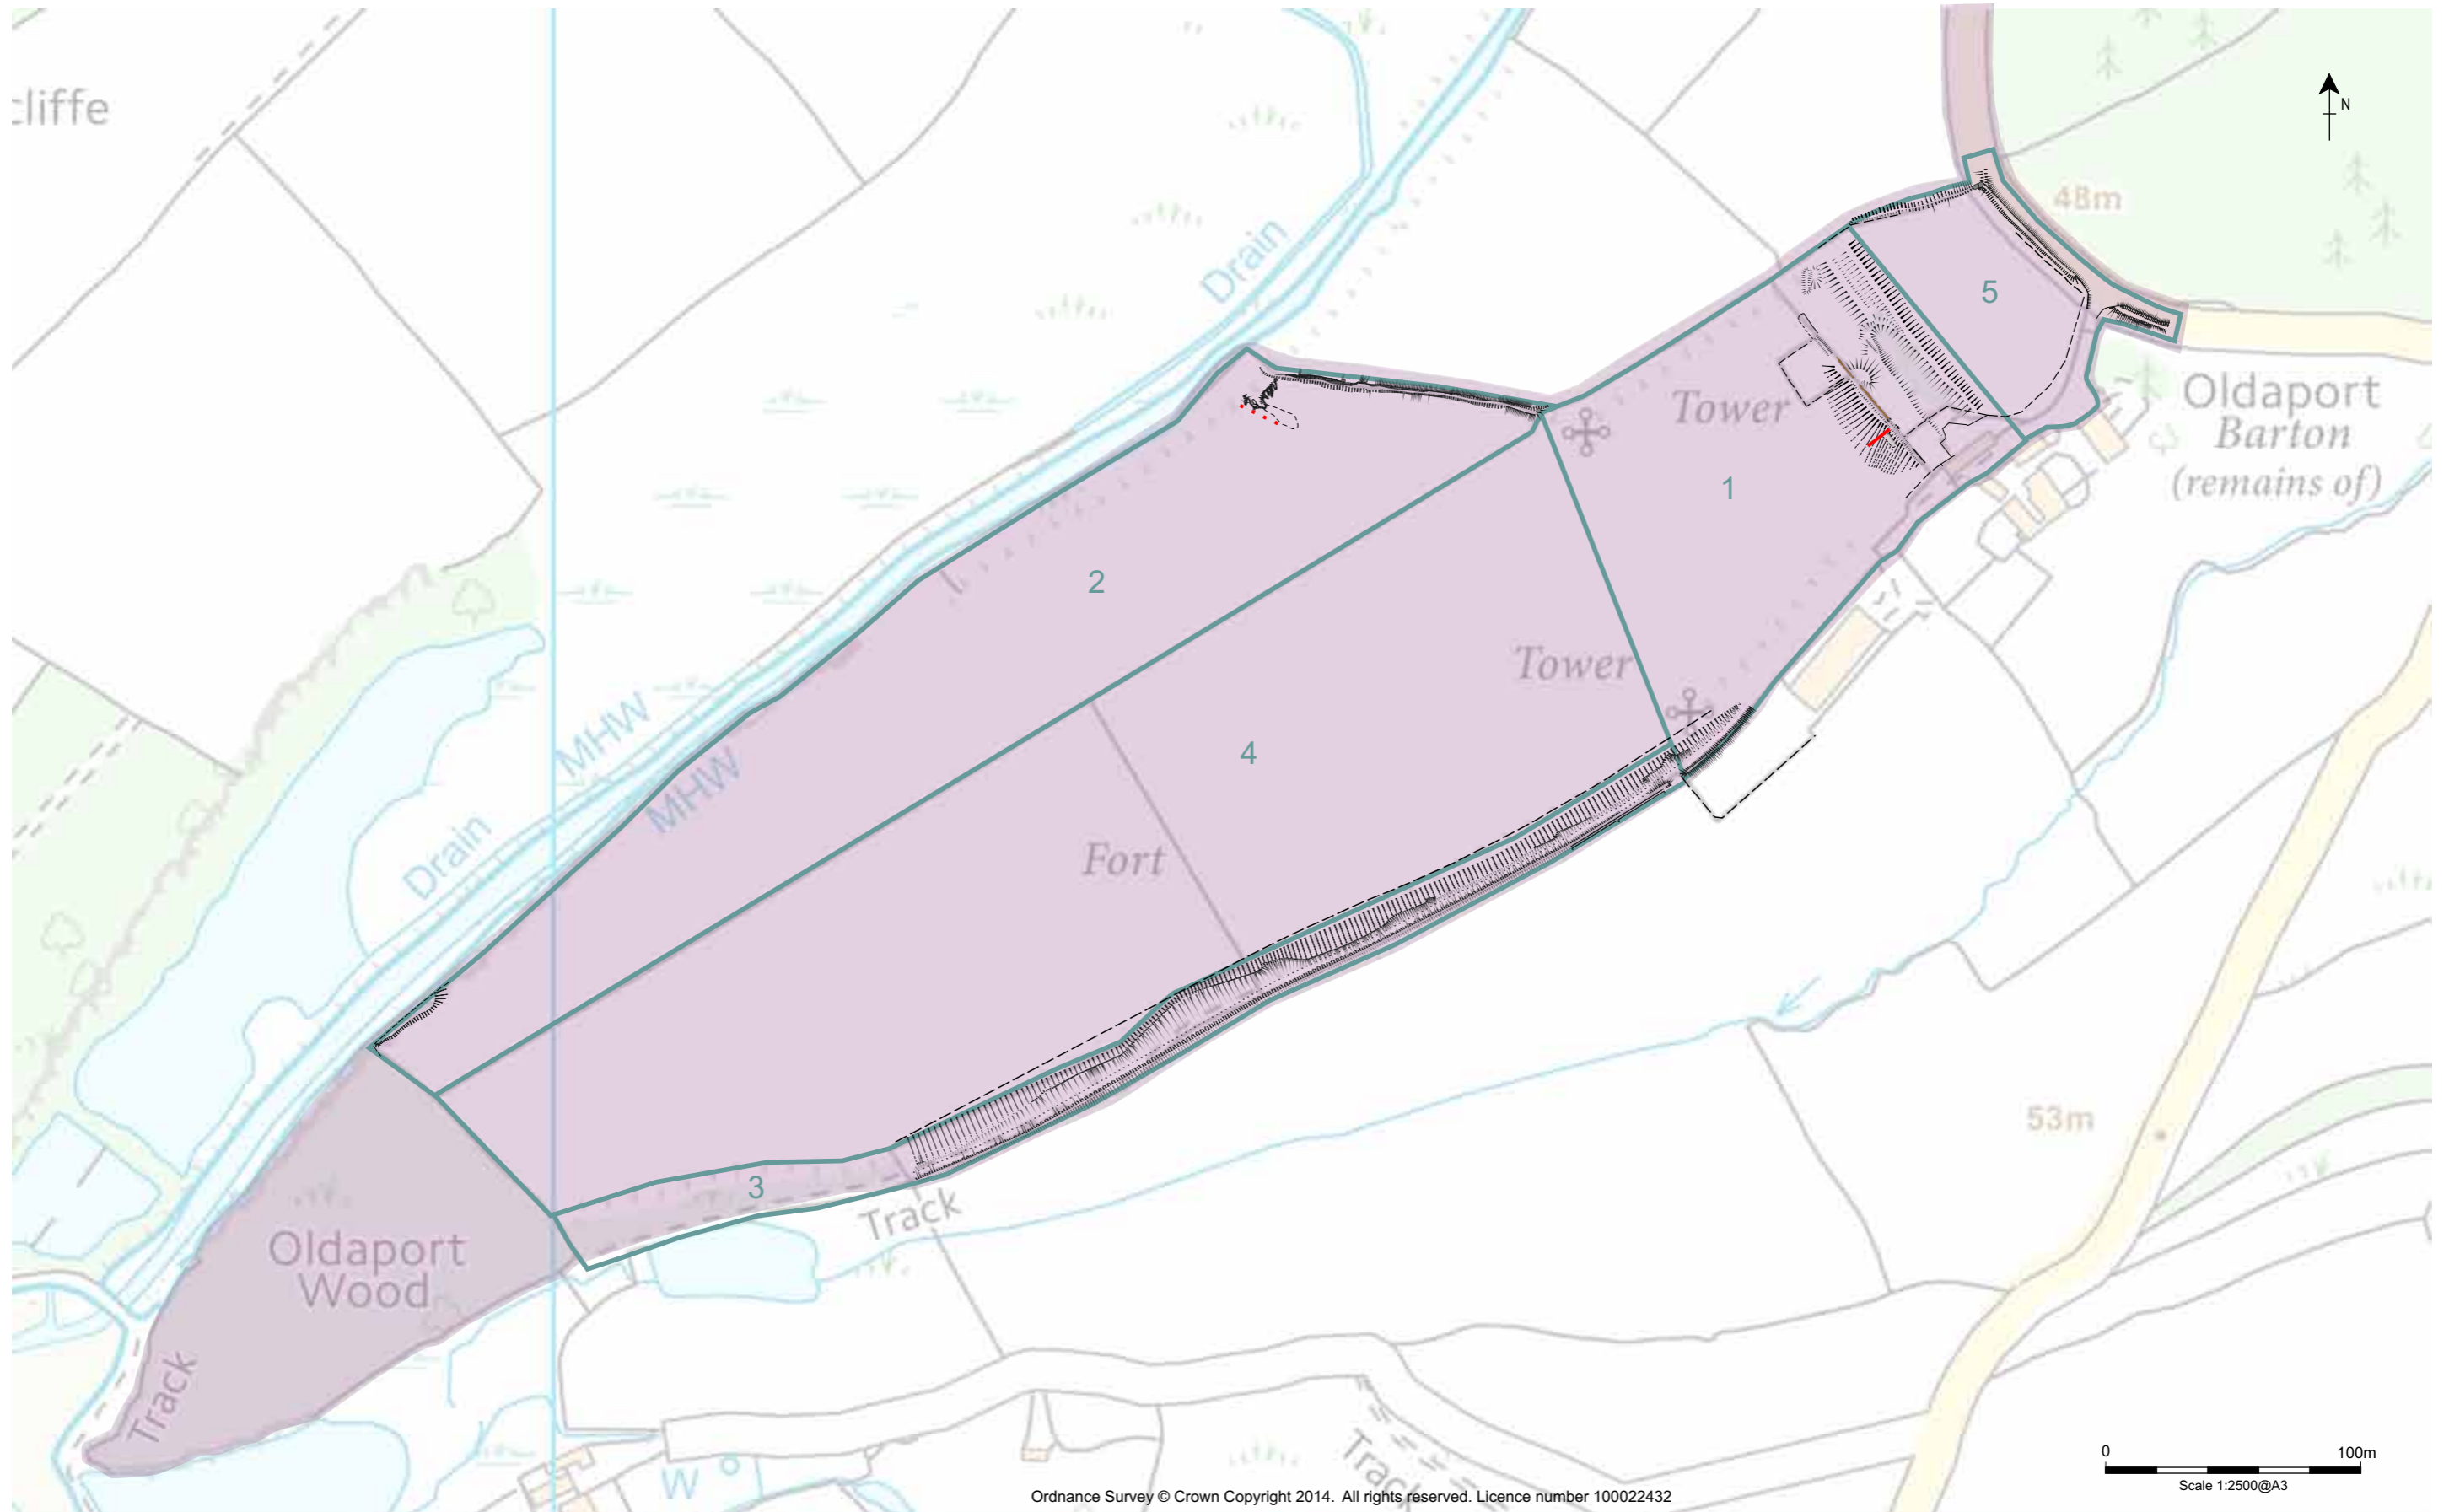 cliffe
N
48m
Drain
5
Oldaport
Barton
(remains of)
Tower
1
2
Tower
MHW
MHW
4
Drain
Fort
53m
3
Track
Oldaport
Wood
Track
Track
W
0 100m
Scale 1:2500@A3
Ordnance Survey © Crown Copyright 2014. All rights reserved. Licence number 100022432